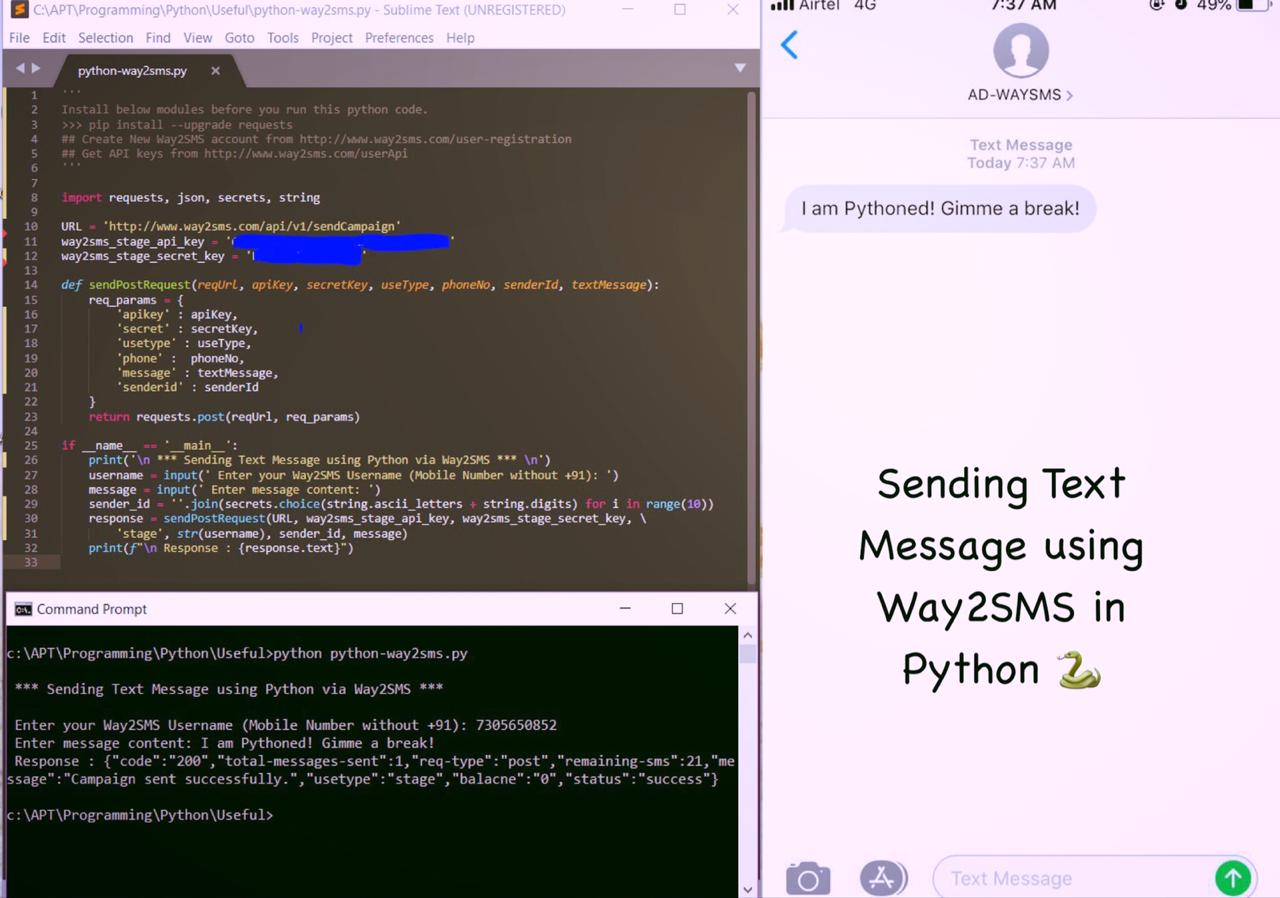 C:\APT\Programming\Python\Useful\python-way2sms.py - Sublime Text (UNREGISTERED)
File Edit Selection Find View Goto Tools Project Preferences Help
python-way2sms.py
1 '''
2 Install below modules before you run this python code.
3 >>> pip install --upgrade requests
4 ## Create New Way2SMS account from http://www.way2sms.com/user-registration
5 ## Get API keys from http://www.way2sms.com/userApi
6 '''
7
8 import requests, json, secrets, string
9
10 URL = 'http://www.way2sms.com/api/v1/sendCampaign'
11 way2sms_stage_api_key = ' '
12 way2sms_stage_secret_key = ' '
13
14 def sendPostRequest(reqUrl, apiKey, secretKey, useType, phoneNo, senderId, textMessage):
15 req_params = {
16 'apikey' : apiKey,
17 'secret' : secretKey,
18 'usetype' : useType,
19 'phone' :  phoneNo,
20 'message' : textMessage,
21 'senderid' : senderId
22 }
23 return requests.post(reqUrl, req_params)
24
25 if __name__ == '__main__':
26 print('\n *** Sending Text Message using Python via Way2SMS *** \n')
27 username = input(' Enter your Way2SMS Username (Mobile Number without +91): ')
28 message = input(' Enter message content: ')
29 sender_id = ''.join(secrets.choice(string.ascii_letters + string.digits) for i in range(10))
30 response = sendPostRequest(URL, way2sms_stage_api_key, way2sms_stage_secret_key, \
31 'stage', str(username), sender_id, message)
32 print(f"\n Response : {response.text}")
33
Command Prompt
c:\APT\Programming\Python\Useful>python python-way2sms.py
*** Sending Text Message using Python via Way2SMS ***
Enter your Way2SMS Username (Mobile Number without +91): 7305650852
Enter message content: I am Pythoned! Gimme a break!
Response : {"code":"200","total-messages-sent":1,"req-type":"post","remaining-sms":21,"me
ssage":"Campaign sent successfully.","usetype":"stage","balacne":"0","status":"success"}
c:\APT\Programming\Python\Useful>
Airtel 4G 7:37 AM 49%
AD-WAYSMS >
Text Message
Today 7:37 AM
I am Pythoned! Gimme a break!
Sending Text
Message using
Way2SMS in
Python 🐍
Text Message